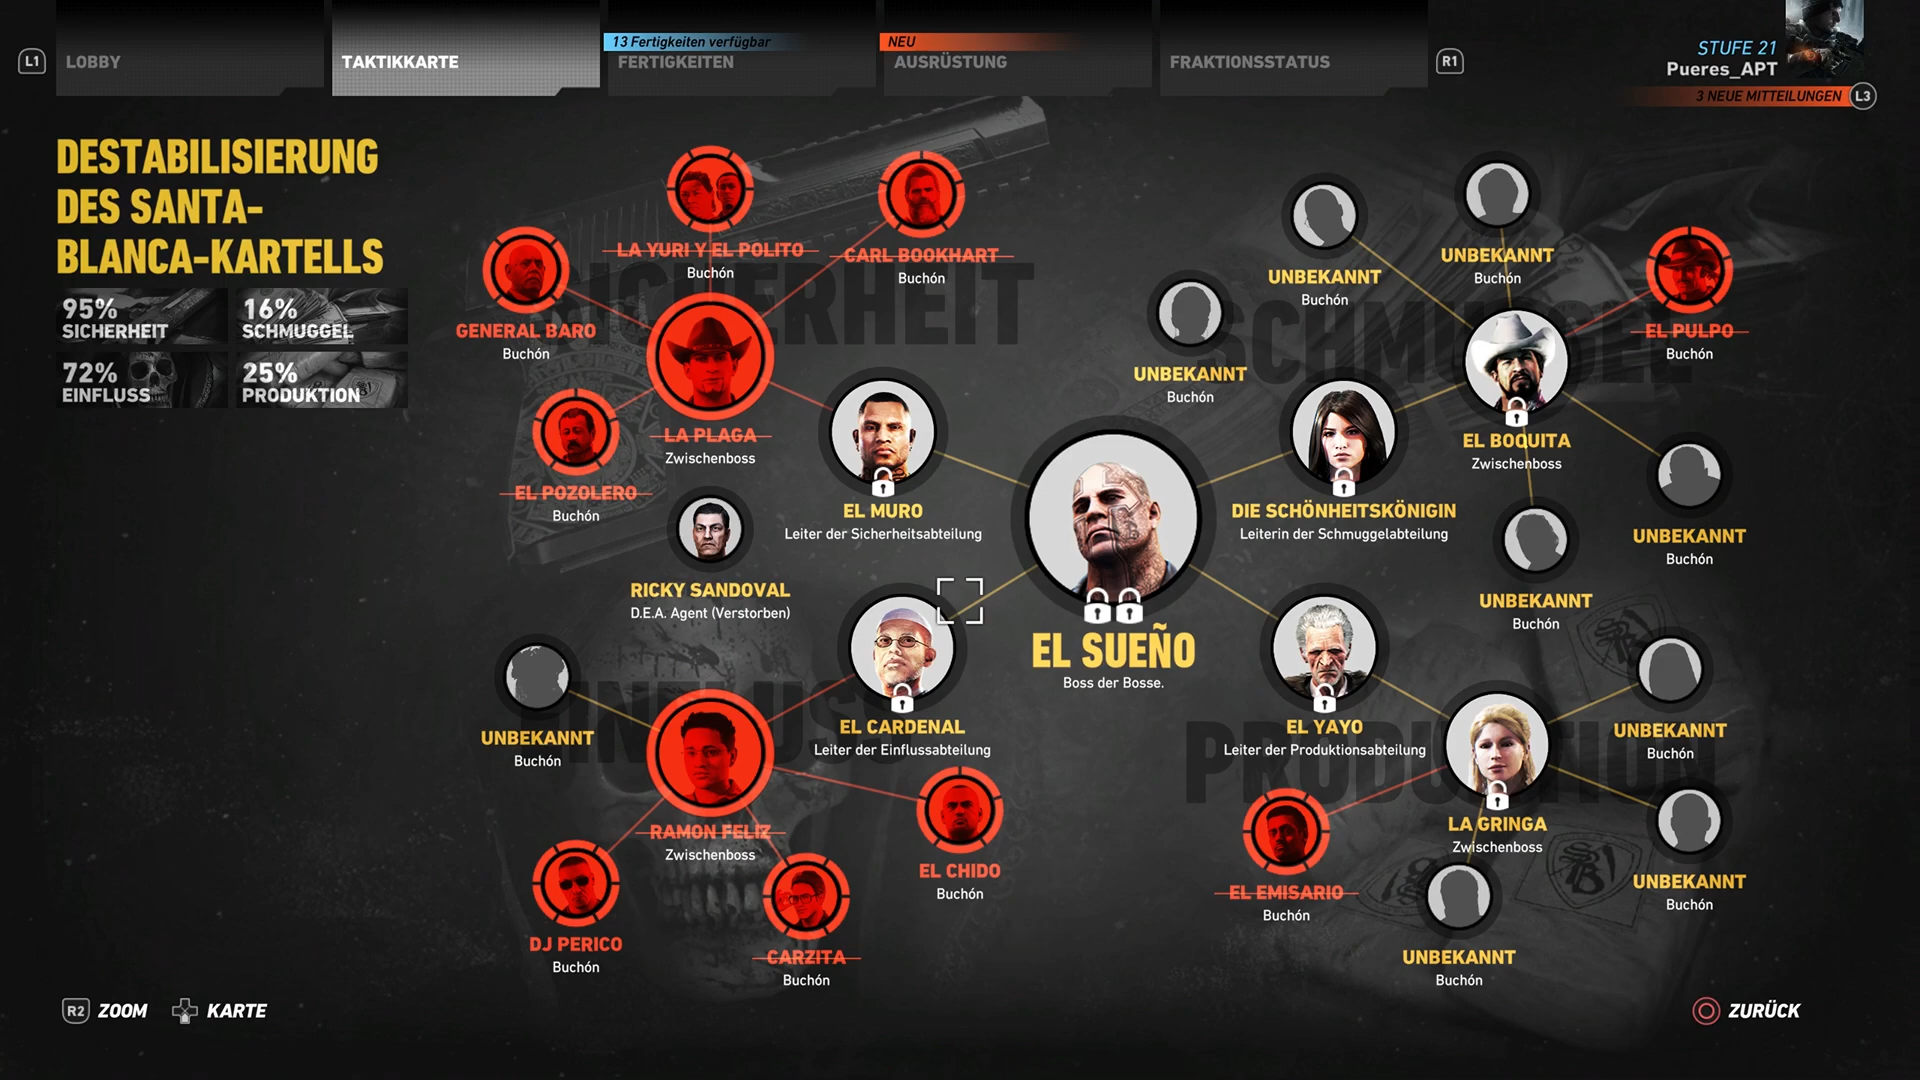 L1
LOBBY
TAKTIKKARTE
13 Fertigkeiten verfügbar
FERTIGKEITEN
NEU
AUSRÜSTUNG
FRAKTIONSSTATUS
R1
STUFE 21
Pueres_APT
3 NEUE MITTEILUNGEN
L3
DESTABILISIERUNG
DES SANTA-
BLANCA-KARTELLS
95%
SICHERHEIT
16%
SCHMUGGEL
72%
EINFLUSS
25%
PRODUKTION
SICHERHEIT
LA YURI Y EL POLITO
Buchón
CARL BOOKHART
Buchón
GENERAL BARO
Buchón
LA PLAGA
Zwischenboss
EL POZOLERO
Buchón
EL MURO
Leiter der Sicherheitsabteilung
RICKY SANDOVAL
D.E.A. Agent (Verstorben)
SCHMUGGEL
UNBEKANNT
Buchón
UNBEKANNT
Buchón
EL PULPO
Buchón
UNBEKANNT
Buchón
EL BOQUITA
Zwischenboss
DIE SCHÖNHEITSKÖNIGIN
Leiterin der Schmuggelabteilung
UNBEKANNT
Buchón
UNBEKANNT
Buchón
EL SUEÑO
Boss der Bosse.
EINFLUSS
EL CARDENAL
Leiter der Einflussabteilung
UNBEKANNT
Buchón
RAMON FELIZ
Zwischenboss
EL CHIDO
Buchón
DJ PERICO
Buchón
CARZITA
Buchón
PRODUKTION
EL YAYO
Leiter der Produktionsabteilung
UNBEKANNT
Buchón
LA GRINGA
Zwischenboss
EL EMISARIO
Buchón
UNBEKANNT
Buchón
UNBEKANNT
Buchón
R2
ZOOM
KARTE
ZURÜCK